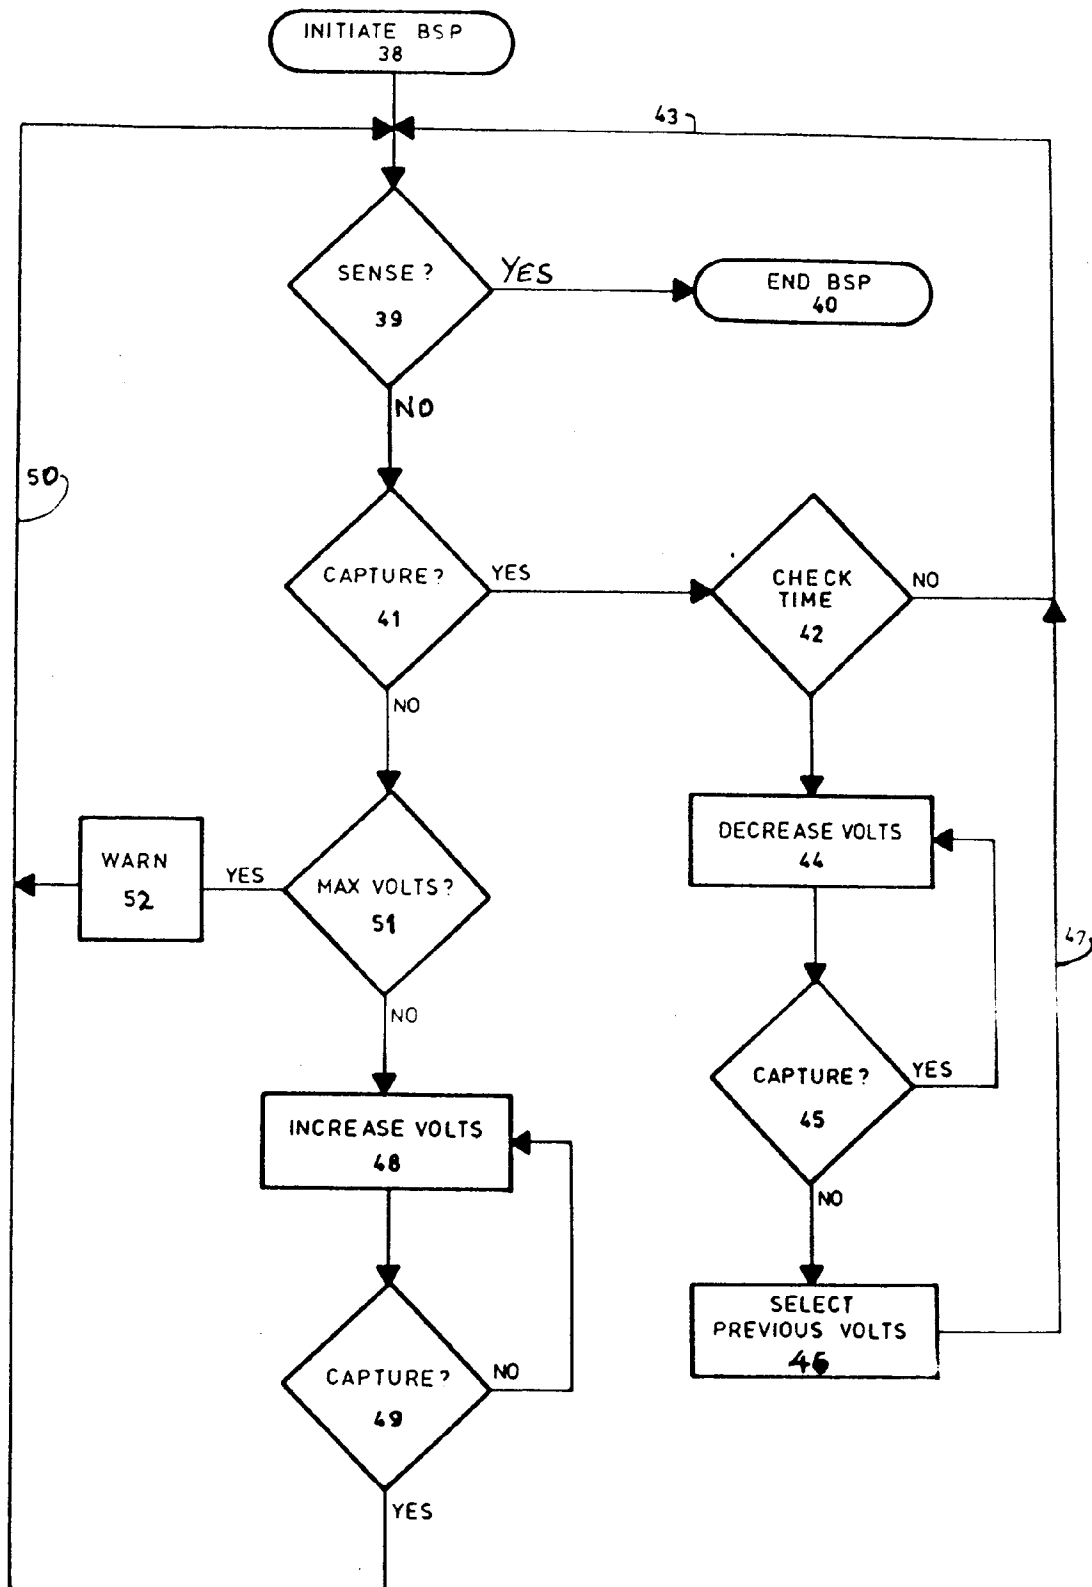 INITIATE BSP
38
43
SENSE?
39
YES
END BSP
40
NO
50
CAPTURE?
41
YES
CHECK
TIME
42
NO
NO
DECREASE VOLTS
44
WARN
52
YES
MAX VOLTS?
51
47
NO
CAPTURE?
45
YES
INCREASE VOLTS
48
NO
SELECT
PREVIOUS VOLTS
46
CAPTURE?
49
NO
YES